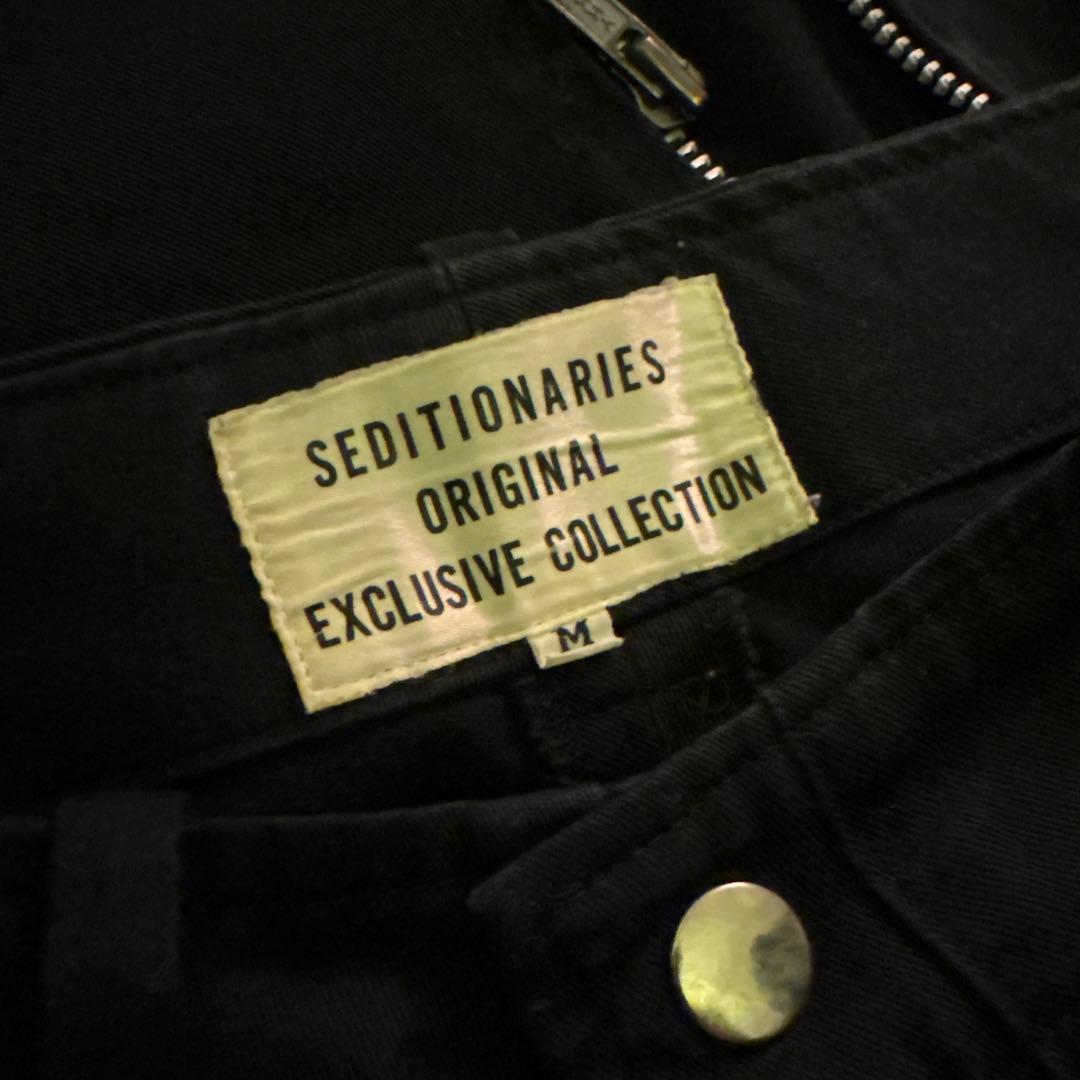 SEDITIONARIES
ORIGINAL
EXCLUSIVE COLLECTION
M